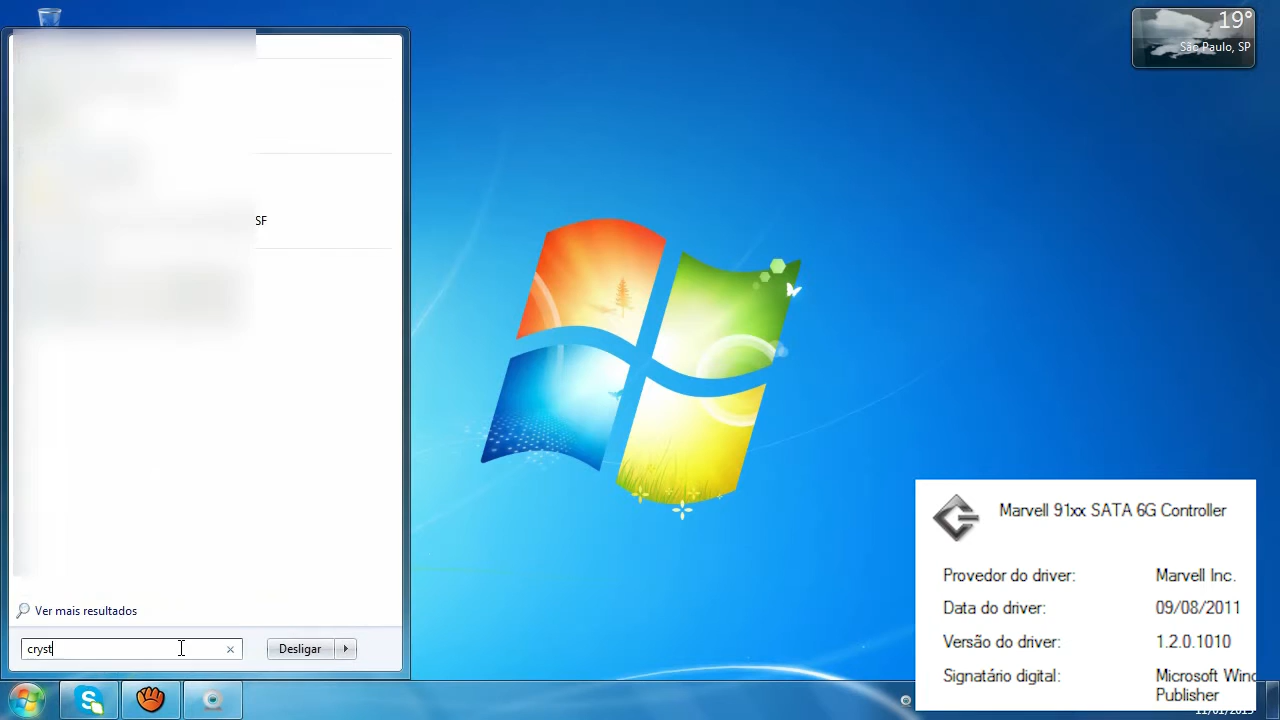 19°
São Paulo, SP
SF
Ver mais resultados
cryst
Desligar
Marvell 91xx SATA 6G Controller
Provedor do driver: Marvell Inc.
Data do driver: 09/08/2011
Versão do driver: 1.2.0.1010
Signatário digital: Microsoft Winc
Publisher